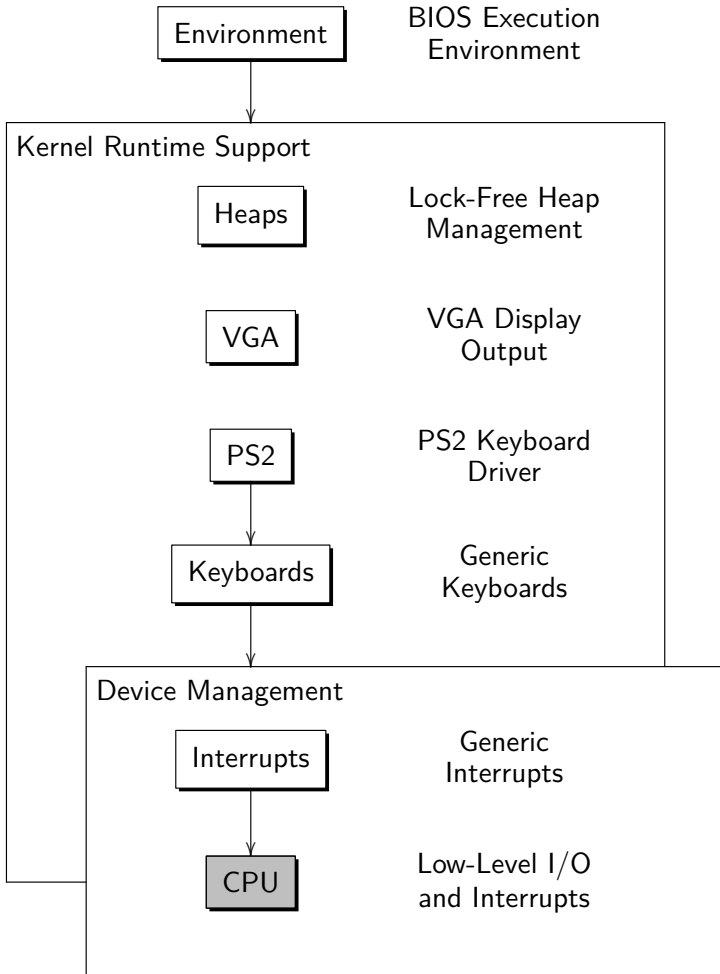 Environment
BIOS Execution
Environment
Kernel Runtime Support
Heaps
Lock-Free Heap
Management
VGA
VGA Display
Output
PS2
PS2 Keyboard
Driver
Keyboards
Generic
Keyboards
Device Management
Interrupts
Generic
Interrupts
CPU
Low-Level I/O
and Interrupts